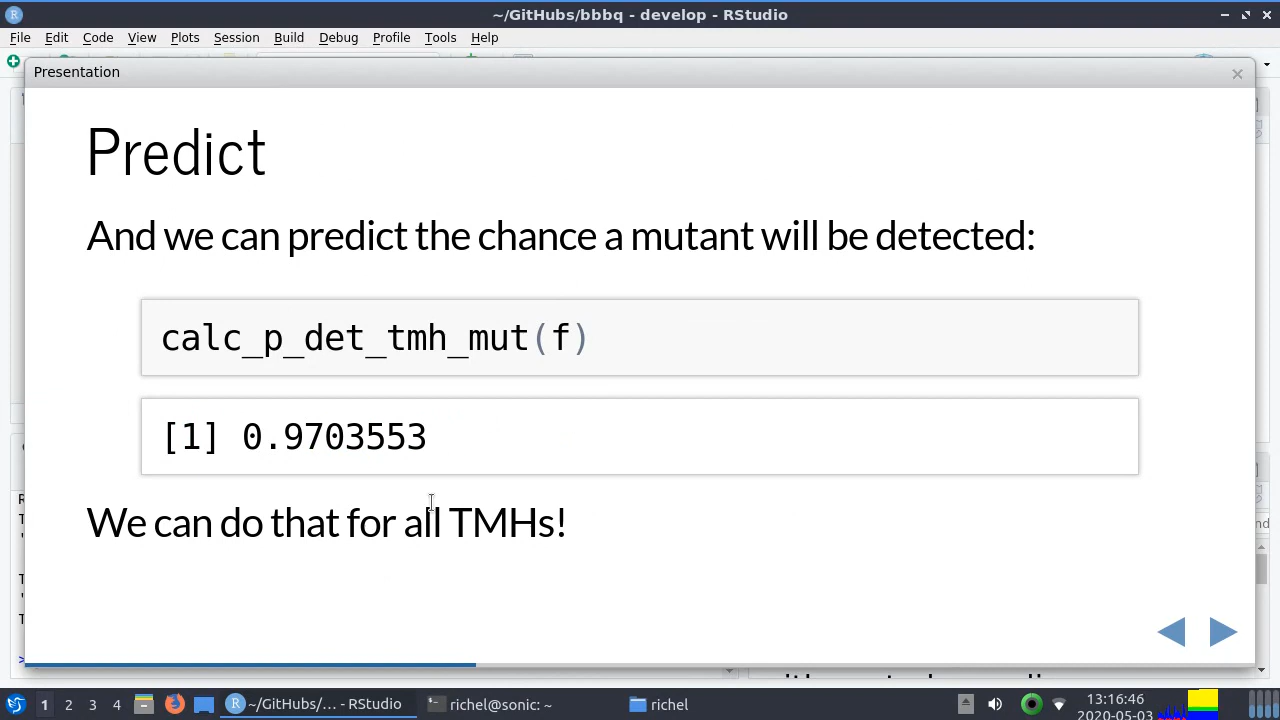 ~/GitHubs/bbbq - develop - RStudio
File Edit Code View Plots Session Build Debug Profile Tools Help
Presentation
Predict
And we can predict the chance a mutant will be detected:
calc_p_det_tmh_mut(f)
[1] 0.9703553
We can do that for all TMHs!
1 2 3 4 ~/GitHubs/... - RStudio richel@sonic: ~ richel 13:16:46
2020-05-03